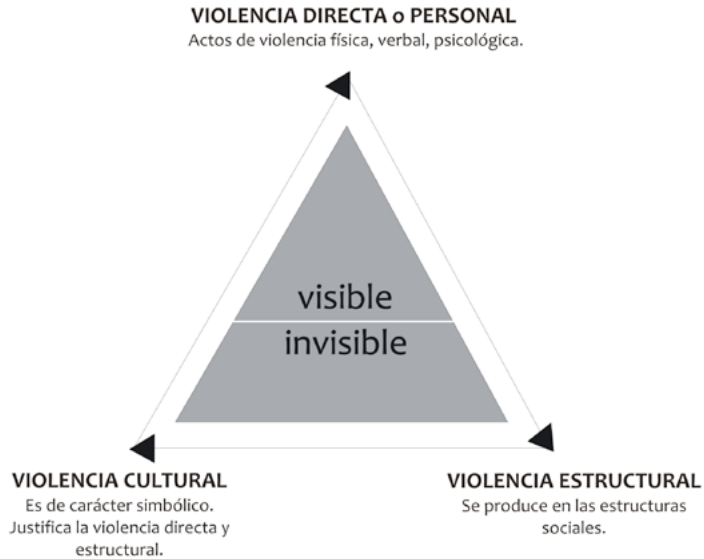 VIOLENCIA DIRECTA o PERSONAL
Actos de violencia física, verbal, psicológica.
visible
invisible
VIOLENCIA CULTURAL
Es de carácter simbólico.
Justifica la violencia directa y
estructural.
VIOLENCIA ESTRUCTURAL
Se produce en las estructuras
sociales.